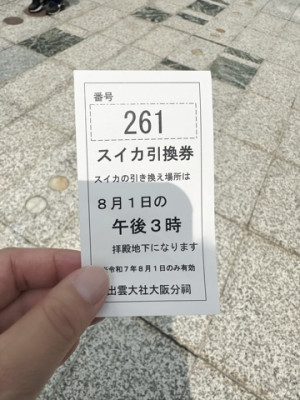 番号
261
スイカ引換券
スイカの引き換え場所は
8月1日の
午後3時
拝殿地下になります
令和7年8月1日のみ有効
出雲大社大阪分祠